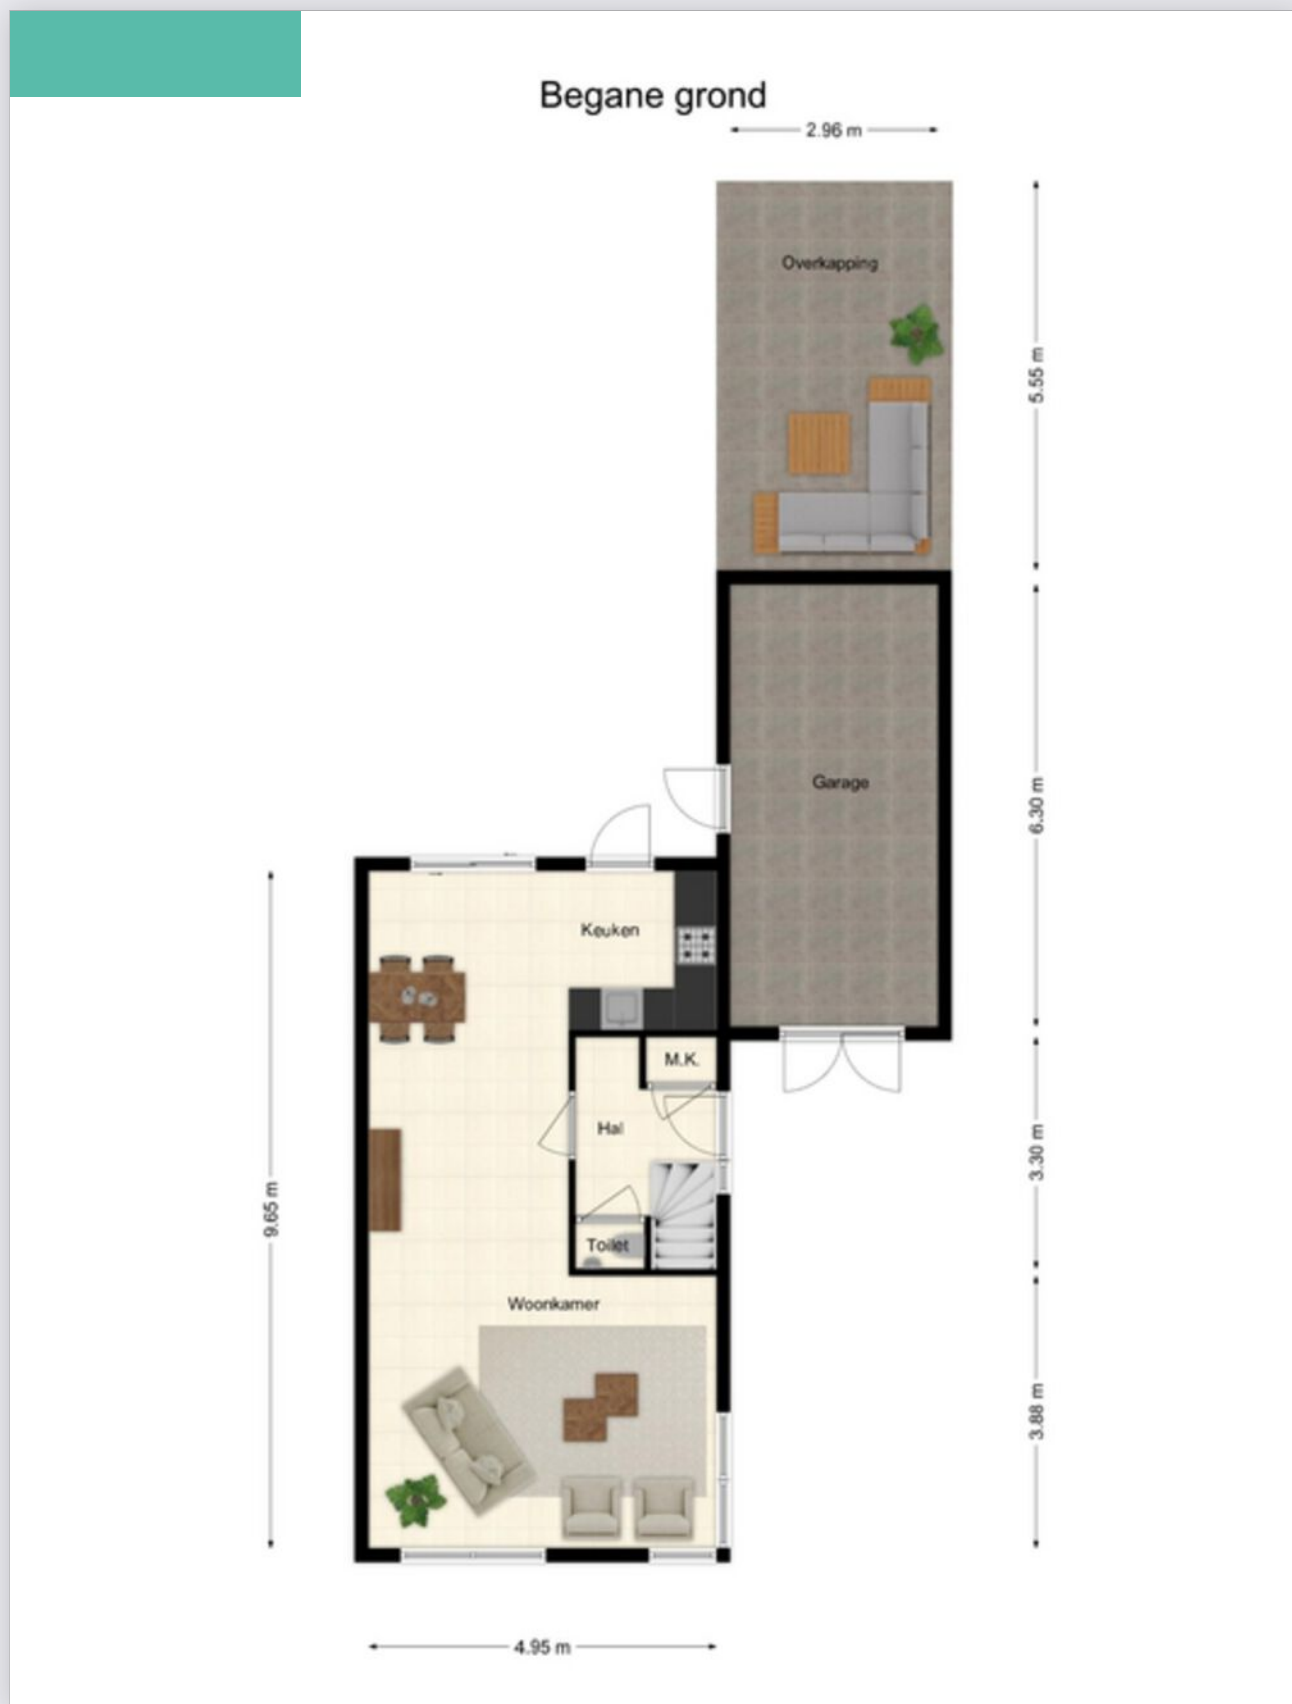 Begane grond
2.96 m
Overkapping
5.55 m
Garage
6.30 m
Keuken
M.K.
Hal
3.30 m
9.65 m
Toilet
Woonkamer
3.88 m
4.95 m